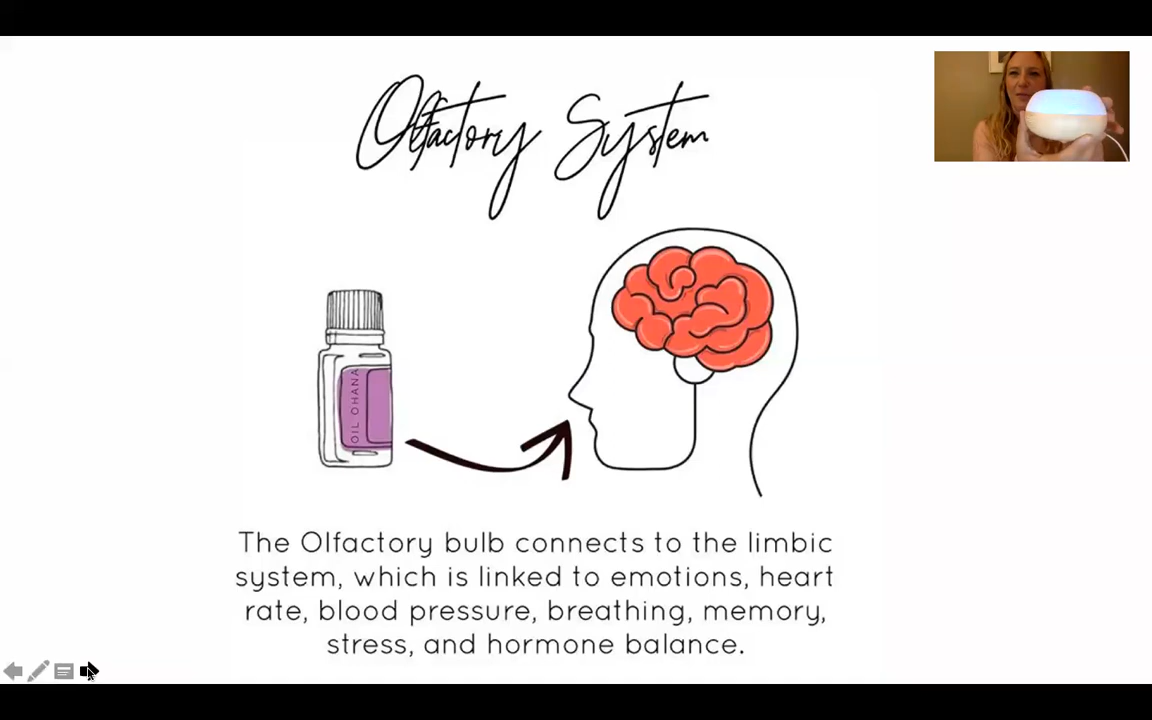 Olfactory System
OIL OHANA
The Olfactory bulb connects to the limbic
system, which is linked to emotions, heart
rate, blood pressure, breathing, memory,
stress, and hormone balance.